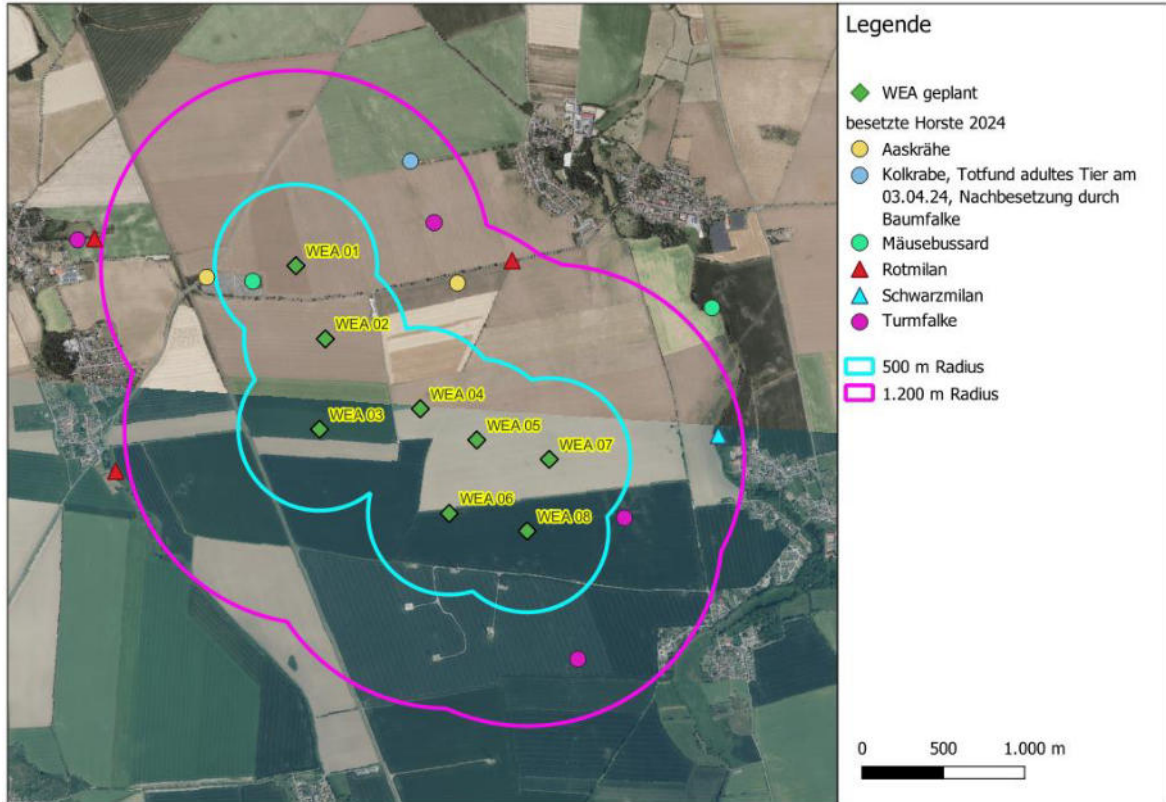 Legende
WEA geplant
besetzte Horste 2024
Aaskrähe
Kolkrabe, Totfund adultes Tier am
03.04.24, Nachbesetzung durch
Baumfalke
Mäusebussard
Rotmilan
Schwarzmilan
Turmfalke
500 m Radius
1.200 m Radius
0 500 1.000 m
WEA 01
WEA 02
WEA 03
WEA 04
WEA 05
WEA 07
WEA 06
WEA 08